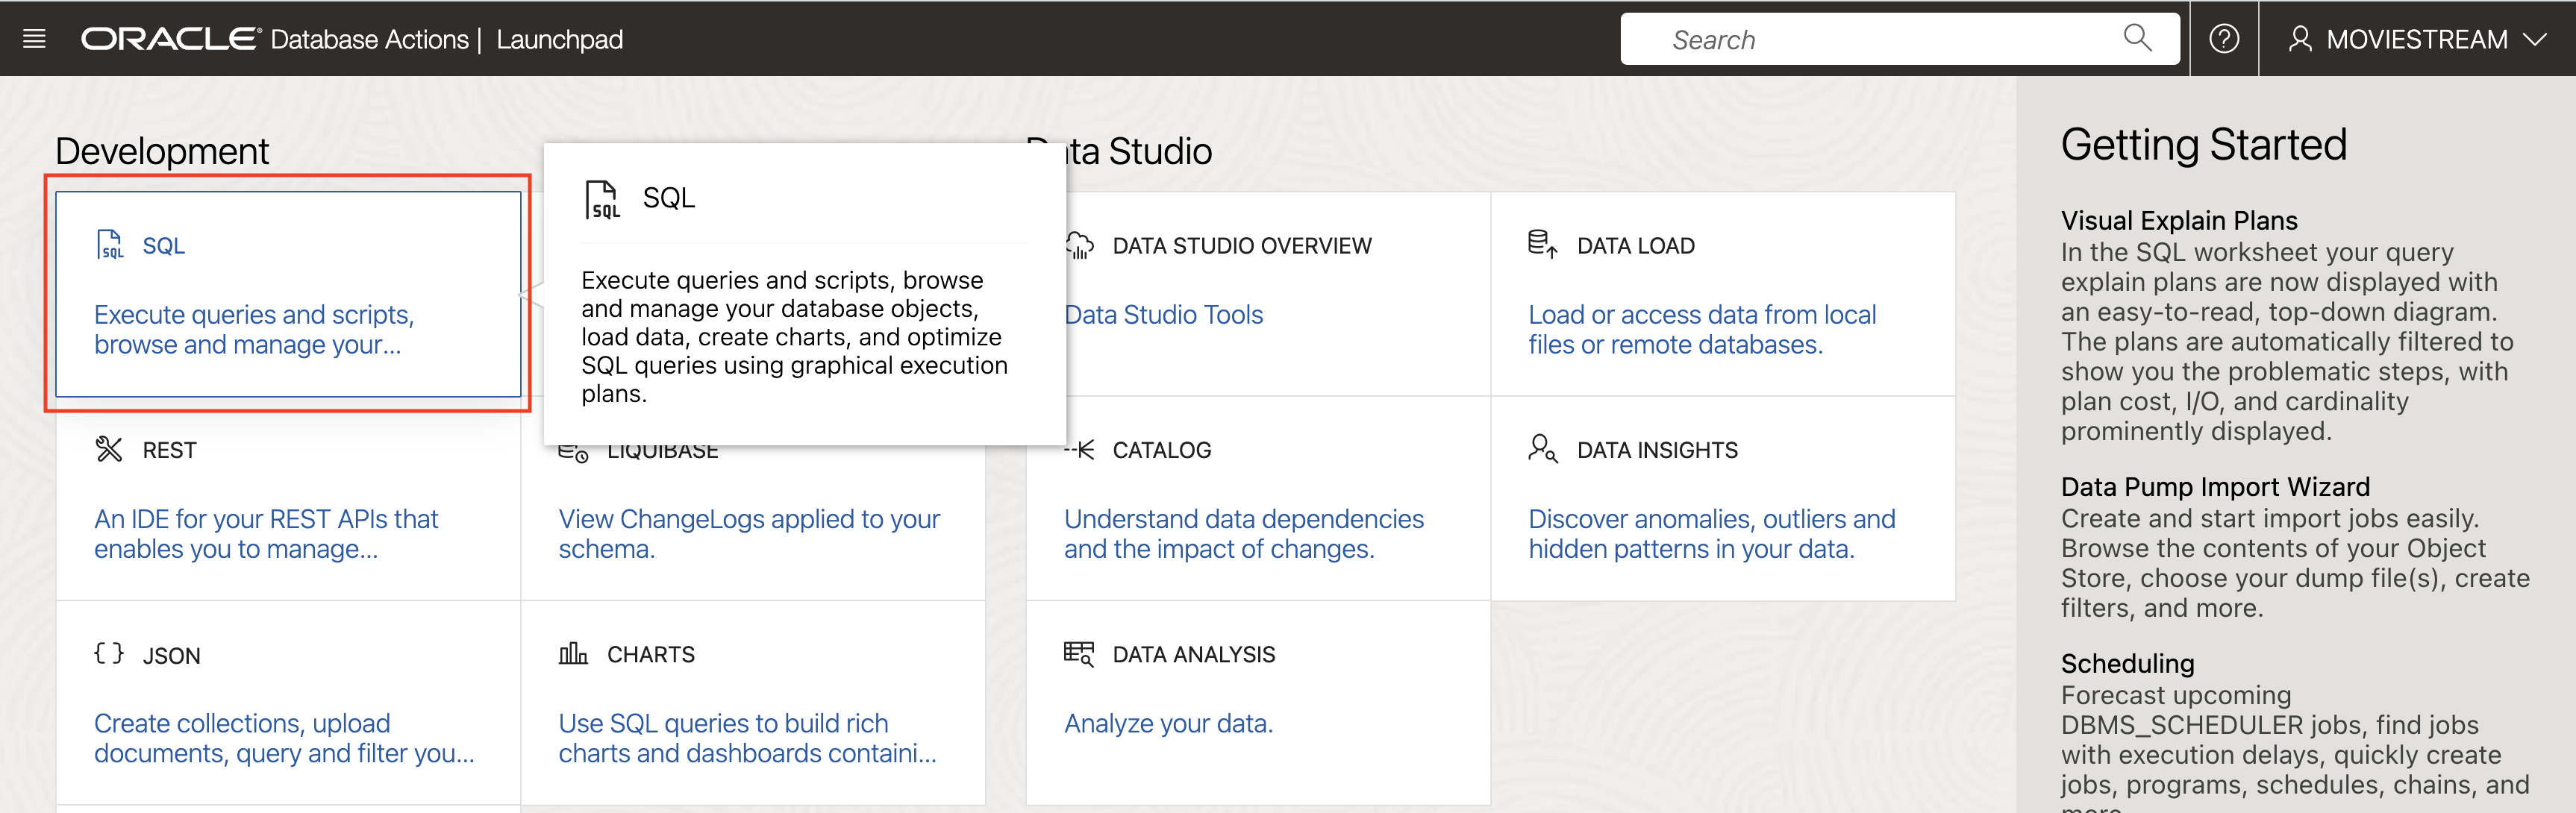 ORACLE® Database Actions | Launchpad
Search
MOVIESTREAM
Development
SQL
Execute queries and scripts,
browse and manage your...
SQL
Execute queries and scripts, browse
and manage your database objects,
load data, create charts, and optimize
SQL queries using graphical execution
plans.
REST
An IDE for your REST APIs that
enables you to manage...
LIQUIBASE
View ChangeLogs applied to your
schema.
JSON
Create collections, upload
documents, query and filter you...
CHARTS
Use SQL queries to build rich
charts and dashboards containi...
Data Studio
DATA STUDIO OVERVIEW
Data Studio Tools
DATA LOAD
Load or access data from local
files or remote databases.
CATALOG
Understand data dependencies
and the impact of changes.
DATA INSIGHTS
Discover anomalies, outliers and
hidden patterns in your data.
DATA ANALYSIS
Analyze your data.
Getting Started
Visual Explain Plans
In the SQL worksheet your query
explain plans are now displayed with
an easy-to-read, top-down diagram.
The plans are automatically filtered to
show you the problematic steps, with
plan cost, I/O, and cardinality
prominently displayed.
Data Pump Import Wizard
Create and start import jobs easily.
Browse the contents of your Object
Store, choose your dump file(s), create
filters, and more.
Scheduling
Forecast upcoming
DBMS_SCHEDULER jobs, find jobs
with execution delays, quickly create
jobs, programs, schedules, chains, and